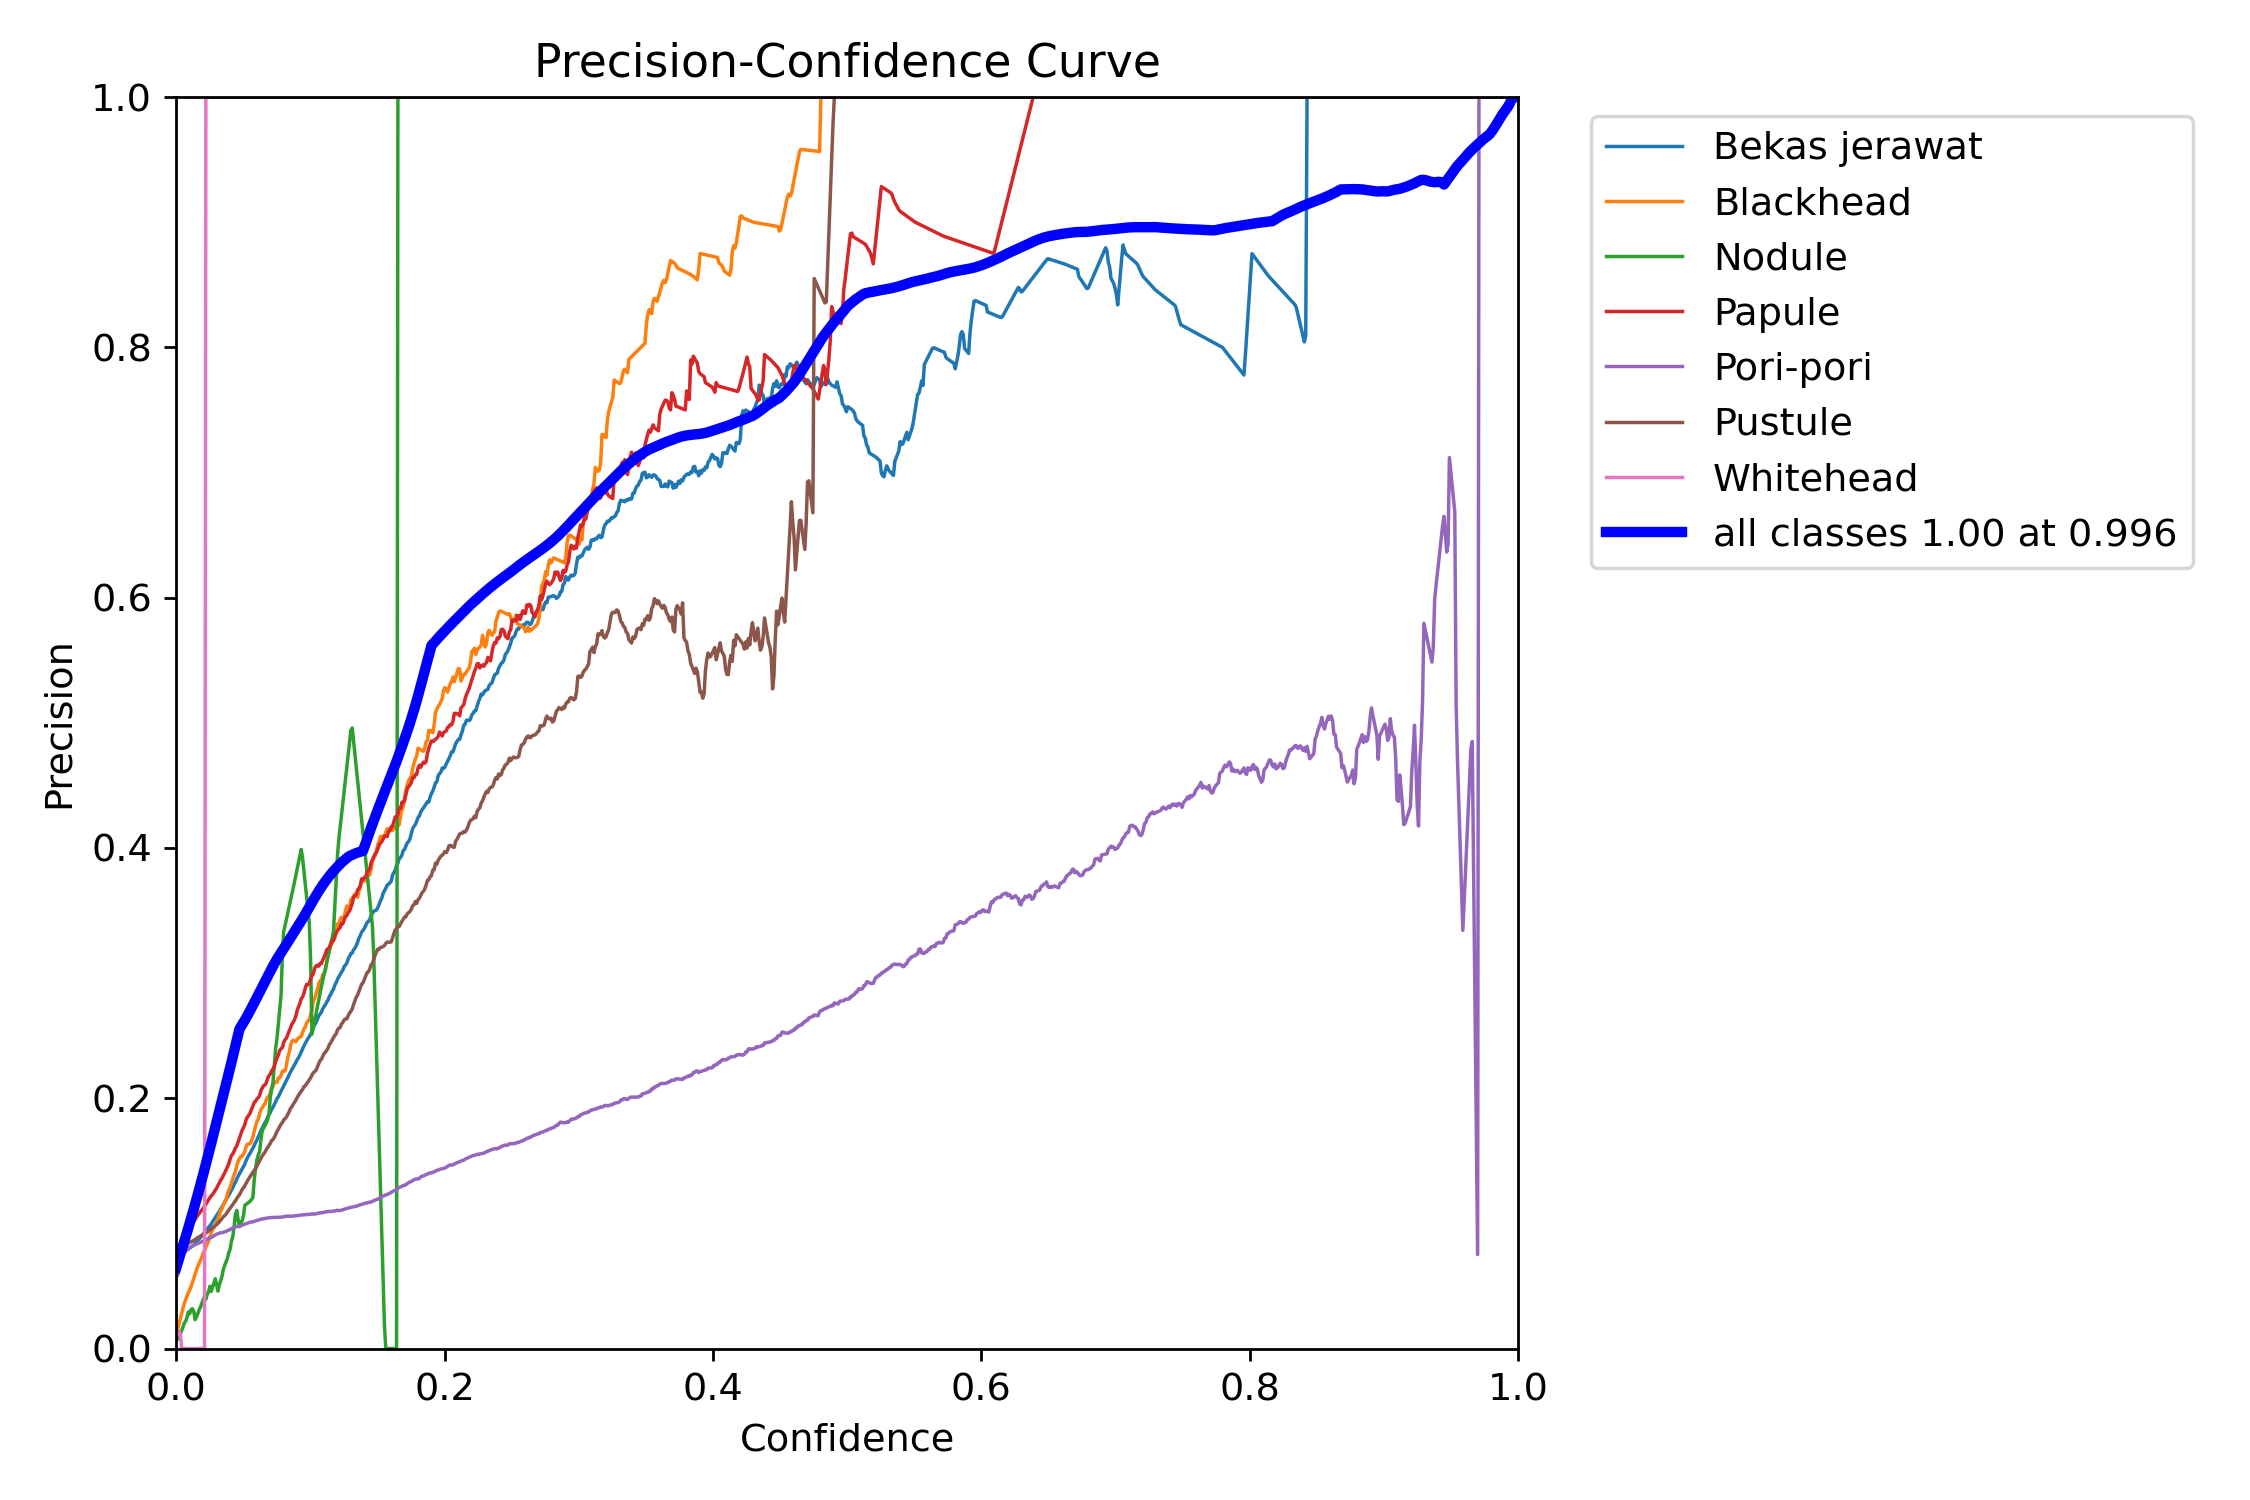 Precision-Confidence Curve
1.0
0.8
0.6
0.4
0.2
0.0
Precision
0.0 0.2 0.4 0.6 0.8 1.0
Confidence
Bekas jerawat
Blackhead
Nodule
Papule
Pori-pori
Pustule
Whitehead
all classes 1.00 at 0.996